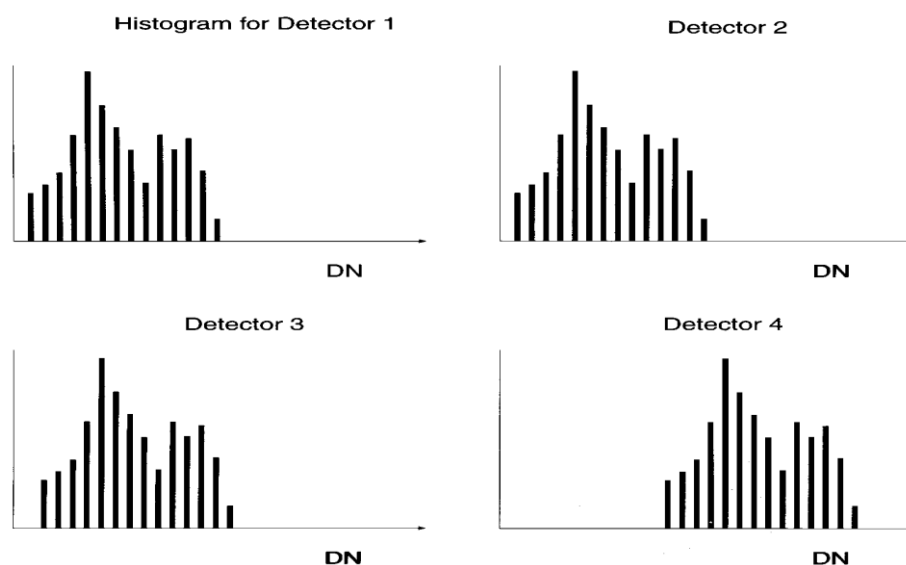 Histogram for Detector 1
Detector 2
DN
DN
Detector 3
Detector 4
DN
DN